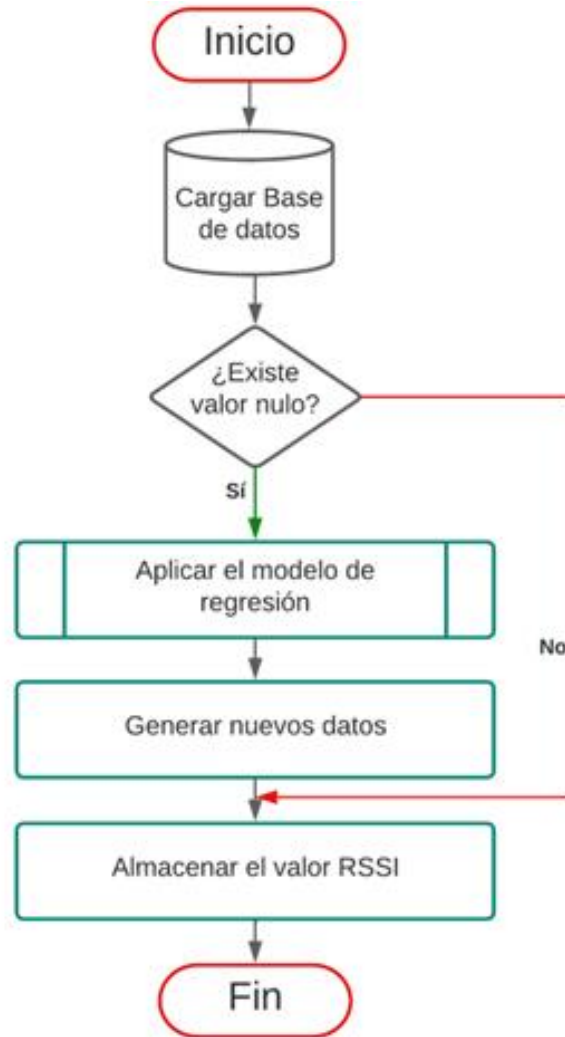 Inicio
Cargar Base
de datos
¿Existe
valor nulo?
Sí
Aplicar el modelo de
regresión
No
Generar nuevos datos
Almacenar el valor RSSI
Fin